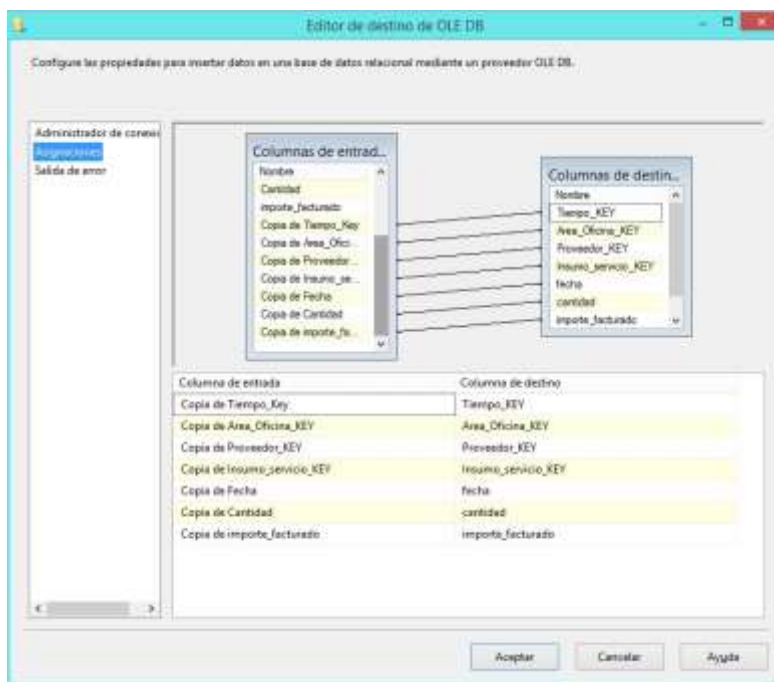 Editor de destino de OLE DB
Configure las propiedades para insertar datos en una base de datos relacional mediante un proveedor OLE DB.
Administrador de conexi
Asignaciones
Salida de error
Columnas de entrad...
Nombre
Cantidad
importe_facturado
Copia de Tiempo_Key
Copia de Area_Ofici...
Copia de Proveedor...
Copia de Insumo_se...
Copia de Fecha
Copia de Cantidad
Copia de importe_fa...
Columnas de destin...
Nombre
Tiempo_KEY
Area_Oficina_KEY
Proveedor_KEY
Insumo_servicio_KEY
fecha
cantidad
importe_facturado
Columna de entrada Columna de destino
Copia de Tiempo_Key Tiempo_KEY
Copia de Area_Oficina_KEY Area_Oficina_KEY
Copia de Proveedor_KEY Proveedor_KEY
Copia de Insumo_servicio_KEY Insumo_servicio_KEY
Copia de Fecha fecha
Copia de Cantidad cantidad
Copia de importe_facturado importe_facturado
Aceptar Cancelar Ayuda